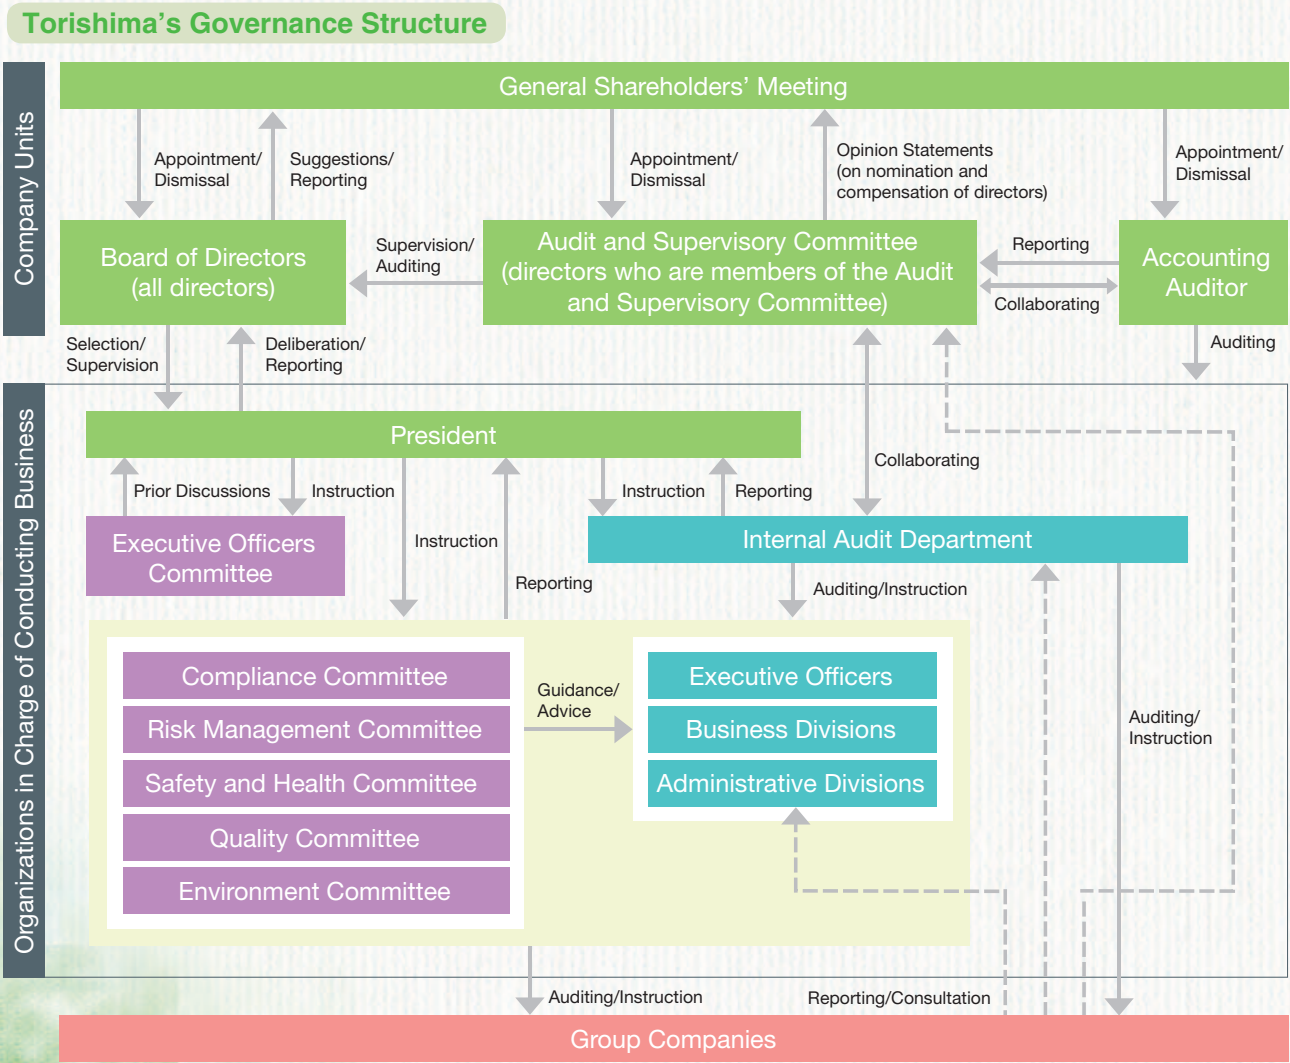 Torishima’s Governance Structure
Company Units
General Shareholders’ Meeting
Appointment/
Dismissal
Suggestions/
Reporting
Appointment/
Dismissal
Opinion Statements
(on nomination and
compensation of directors)
Appointment/
Dismissal
Board of Directors
(all directors)
Supervision/
Auditing
Audit and Supervisory Committee
(directors who are members of the Audit
and Supervisory Committee)
Reporting
Collaborating
Accounting
Auditor
Selection/
Supervision
Deliberation/
Reporting
Auditing
Organizations in Charge of Conducting Business
President
Collaborating
Prior Discussions
Instruction
Instruction
Reporting
Instruction
Reporting
Executive Officers
Committee
Internal Audit Department
Auditing/Instruction
Compliance Committee
Risk Management Committee
Safety and Health Committee
Quality Committee
Environment Committee
Guidance/
Advice
Executive Officers
Business Divisions
Administrative Divisions
Auditing/
Instruction
Auditing/Instruction
Reporting/Consultation
Group Companies